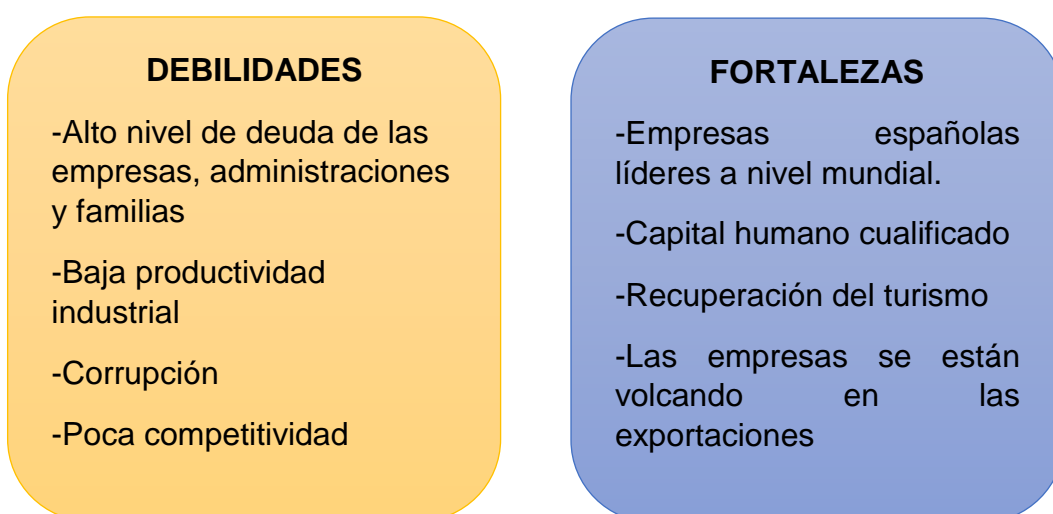 DEBILIDADES
-Alto nivel de deuda de las
empresas, administraciones
y familias
-Baja productividad
industrial
-Corrupción
-Poca competitividad
FORTALEZAS
-Empresas españolas
líderes a nivel mundial.
-Capital humano cualificado
-Recuperación del turismo
-Las empresas se están
volcando en las
exportaciones